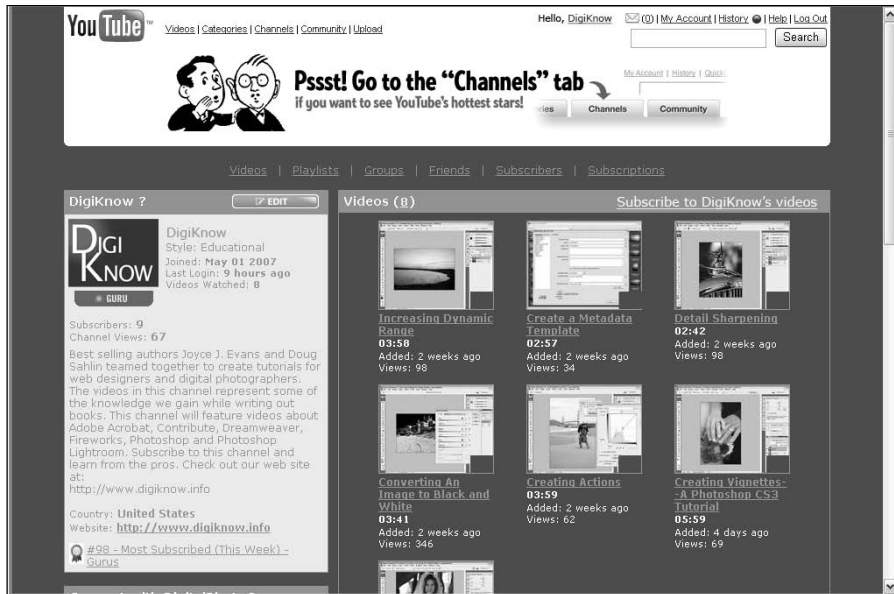 You Tube ™
Videos | Categories | Channels | Community | Upload
Hello, DigiKnow (0) | My Account | History | Help | Log Out
Search
Pssst! Go to the “Channels” tab
if you want to see YouTube's hottest stars!
My Account | History |
ries Channels Community
Videos | Playlists | Groups | Friends | Subscribers | Subscriptions
DigiKnow ?
EDIT
DIGI
KNOW
GURU
DigiKnow
Style: Educational
Joined: May 01 2007
Last Login: 9 hours ago
Videos Watched: 8
Subscribers: 9
Channel Views: 67
Best selling authors Joyce J. Evans and Doug
Sahlin teamed together to create tutorials for
web designers and digital photographers.
The videos in this channel represent some of
the knowledge we gain while writing out
books. This channel will feature videos about
Adobe Acrobat, Contribute, Dreamweaver,
Fireworks, Photoshop and Photoshop
Lightroom. Subscribe to this channel and
learn from the pros. Check out our web site
at:
http://www.digiknow.info
Country: United States
Website: http://www.digiknow.info
#98 - Most Subscribed (This Week) -
Gurus
Videos (8)
Subscribe to DigiKnow's videos
Increasing Dynamic
Range
03:58
Added: 2 weeks ago
Views: 98
Create a Metadata
Template
02:57
Added: 2 weeks ago
Views: 34
Detail Sharpening
02:42
Added: 2 weeks ago
Views: 98
Converting An
Image to Black and
White
03:41
Added: 2 weeks ago
Views: 346
Creating Actions
03:59
Added: 2 weeks ago
Views: 62
Creating Vignettes-
-A Photoshop CS3
Tutorial
05:59
Added: 4 days ago
Views: 69